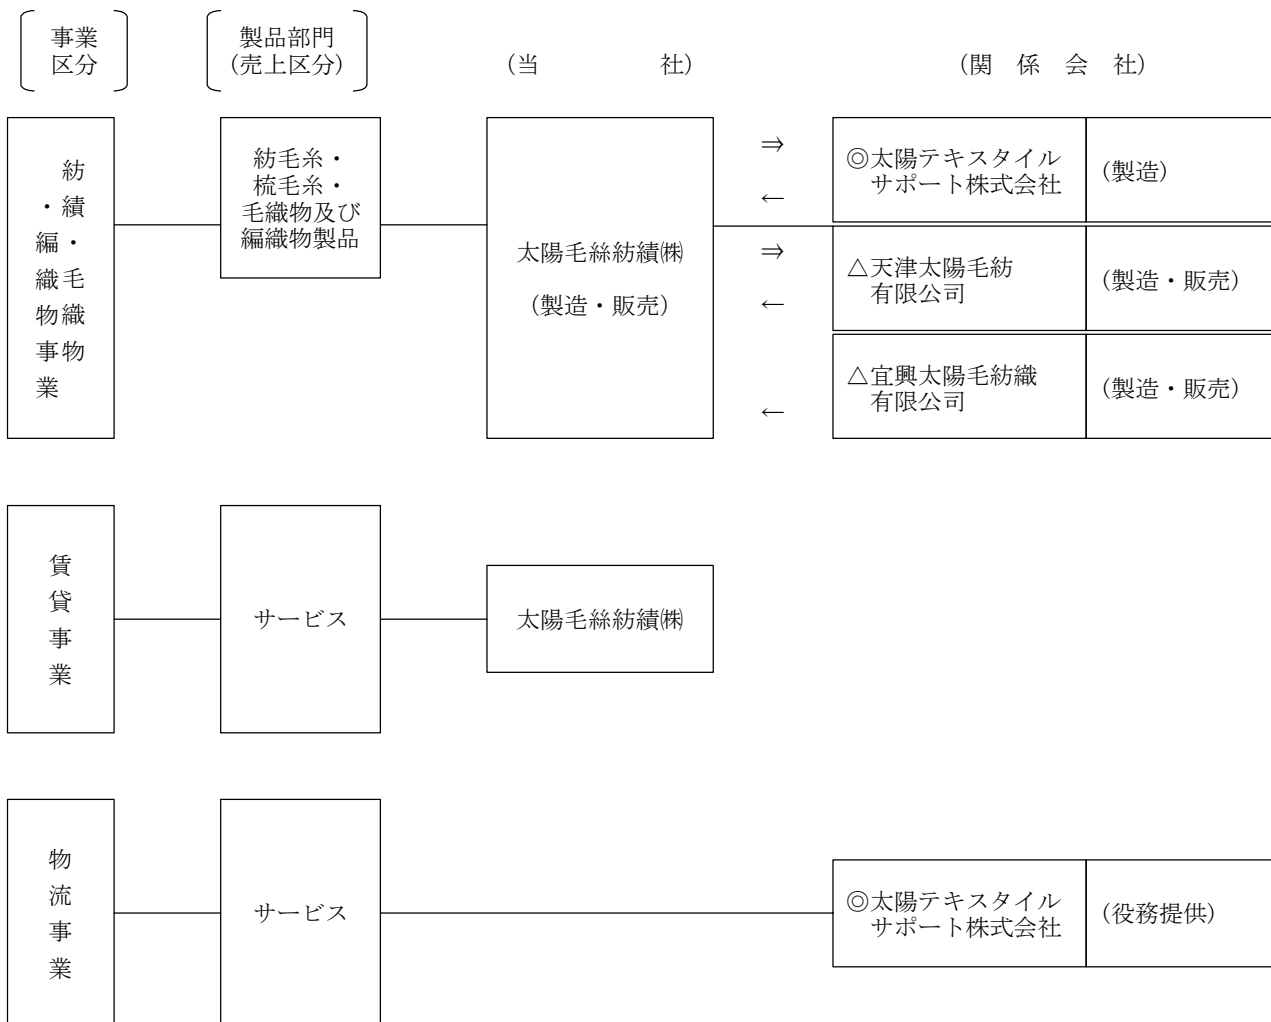 事業
区分
製品部門
(売上区分)
(当　　　　社)
(関　係　会　社)
紡績・毛織物
・編織物事業
紡毛糸・
梳毛糸・
毛織物及び
編織物製品
太陽毛絲紡績㈱
(製造・販売)
⇒
←
⇒
←
←
◎太陽テキスタイル
サポート株式会社
(製造)
△天津太陽毛紡
有限公司
(製造・販売)
△宜興太陽毛紡織
有限公司
(製造・販売)
賃貸事業
サービス
太陽毛絲紡績㈱
物流事業
サービス
◎太陽テキスタイル
サポート株式会社
(役務提供)